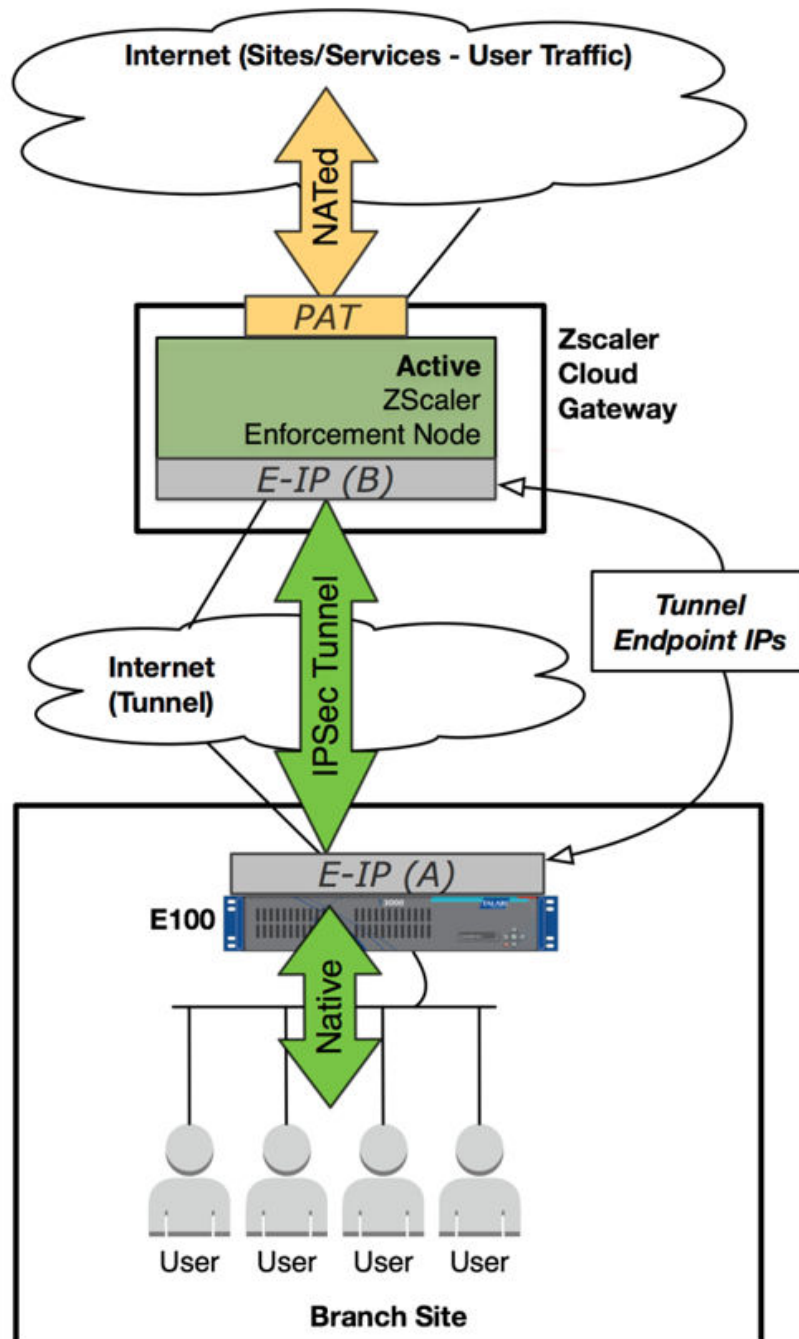 Internet (Sites/Services - User Traffic)
NATed
PAT
Active
ZScaler
Enforcement Node
E-IP (B)
Zscaler
Cloud
Gateway
Tunnel
Endpoint IPs
Internet
(Tunnel)
IPSec Tunnel
E-IP (A)
E100
TALARI
Native
User
User
User
User
Branch Site